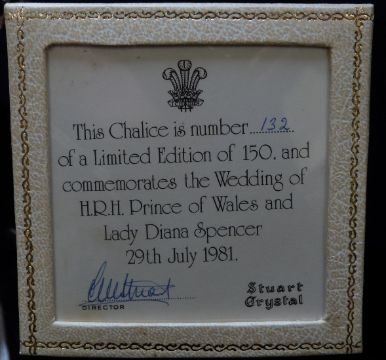 This Chalice is number 132
of a Limited Edition of 150, and
commemorates the Wedding of
H.R.H. Prince of Wales and
Lady Diana Spencer
29th July 1981.
DIRECTOR
Stuart
Crystal